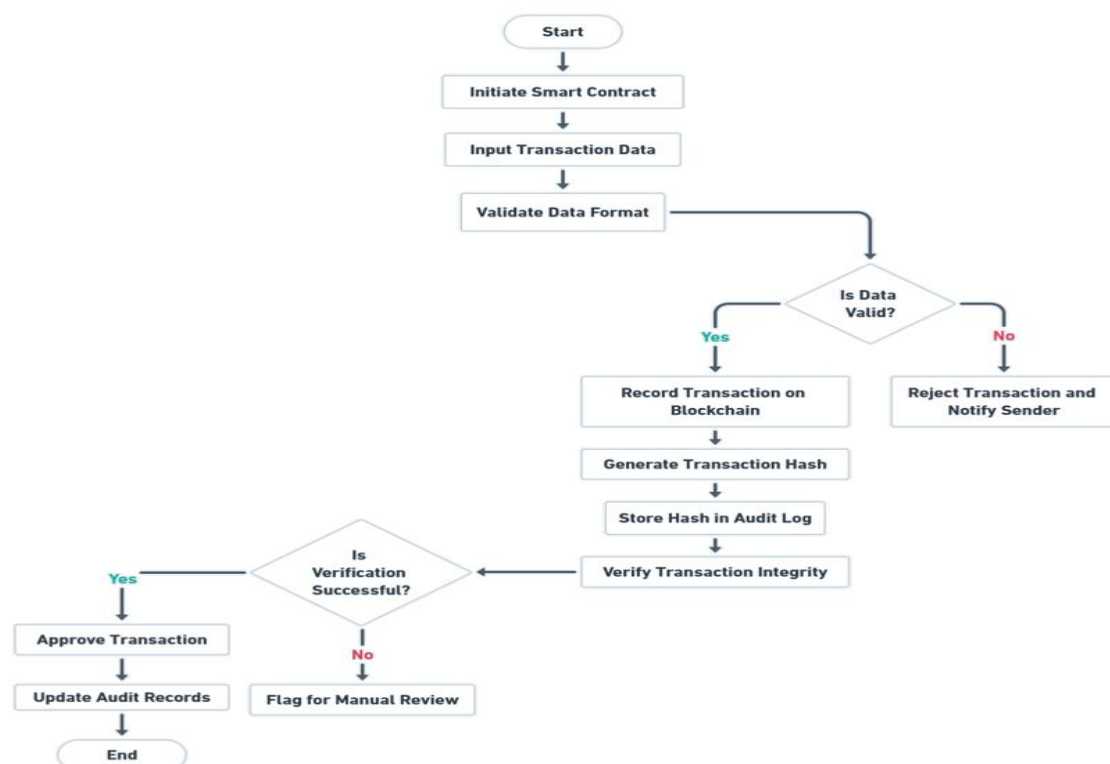 Start
Initiate Smart Contract
Input Transaction Data
Validate Data Format
Is Data
Valid?
Yes
No
Record Transaction on
Blockchain
Reject Transaction and
Notify Sender
Generate Transaction Hash
Store Hash in Audit Log
Verify Transaction Integrity
Is
Verification
Successful?
Yes
No
Approve Transaction
Update Audit Records
Flag for Manual Review
End